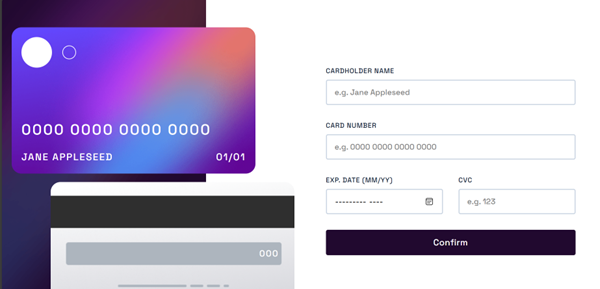 0000 0000 0000 0000
JANE APPLESEED 01/01
000
CARDHOLDER NAME
e.g. Jane Appleseed
CARD NUMBER
e.g. 0000 0000 0000 0000
EXP. DATE (MM/YY) CVC
--------- ---- e.g. 123
Confirm